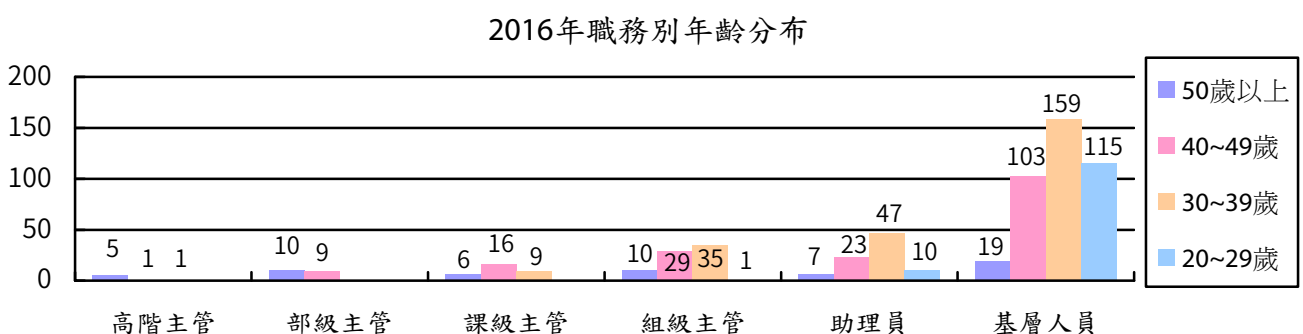 2016年職務別年齡分布
200
150
100
50
0
5 1 1
10 9
6 16 9
10 29 35 1
7 23 47 10
19 103 159 115
高階主管 部級主管 課級主管 組級主管 助理員 基層人員
50歲以上
40~49歲
30~39歲
20~29歲